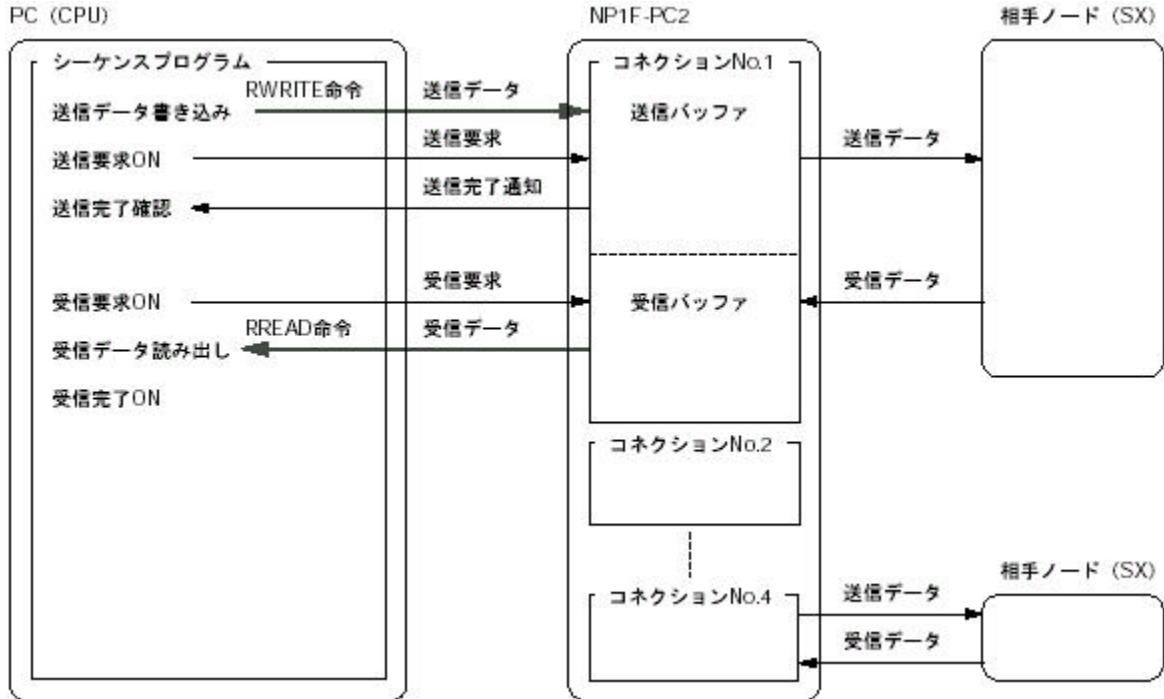 PC（CPU）
NP1F-PC2
相手ノード（SX）
シーケンスプログラム
コネクションNo.1
RWRITE命令
送信データ
送信データ書き込み
送信バッファ
送信要求
送信データ
送信要求ON
送信完了通知
送信完了確認
受信要求
受信データ
受信要求ON
受信バッファ
RREAD命令
受信データ
受信データ読み出し
受信完了ON
コネクションNo.2
相手ノード（SX）
コネクションNo.4
送信データ
受信データ